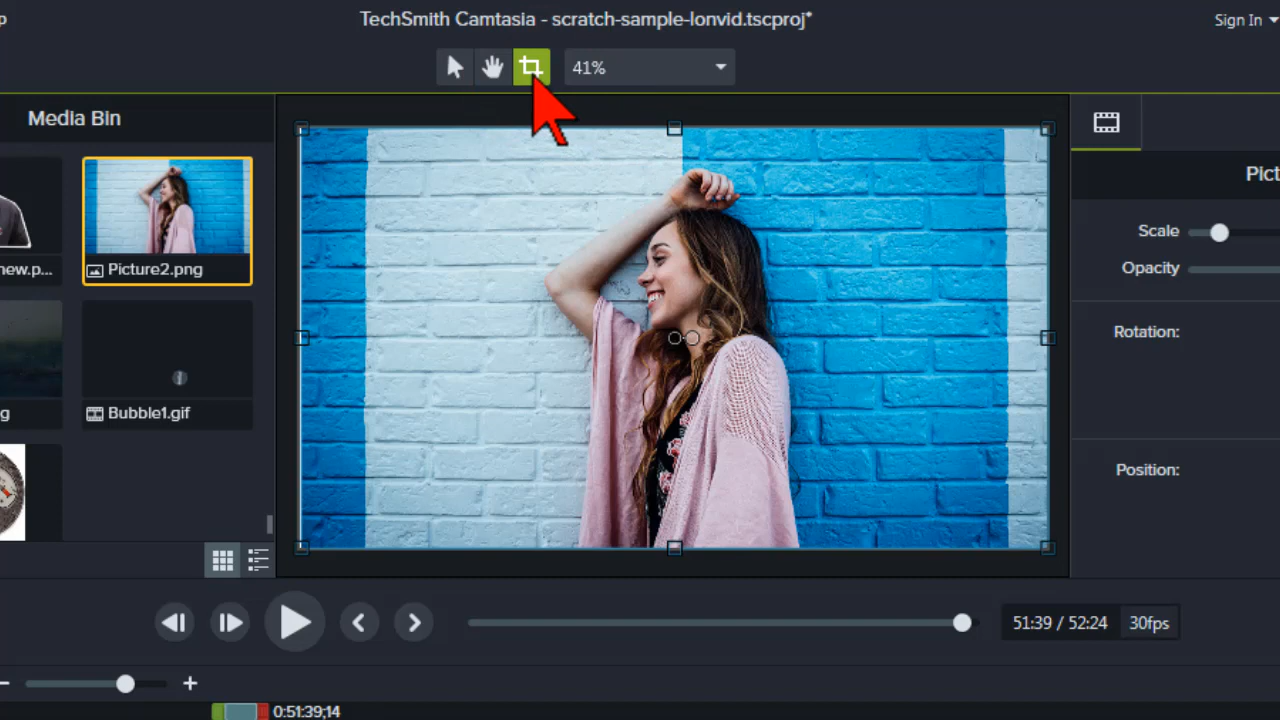 p
TechSmith Camtasia - scratch-sample-lonvid.tscproj*
Sign In
41%
Media Bin
new.p...
Picture2.png
g
Bubble1.gif
Pict
Scale
Opacity
Rotation:
Position:
51:39 / 52:24
30fps
0:51:39;14